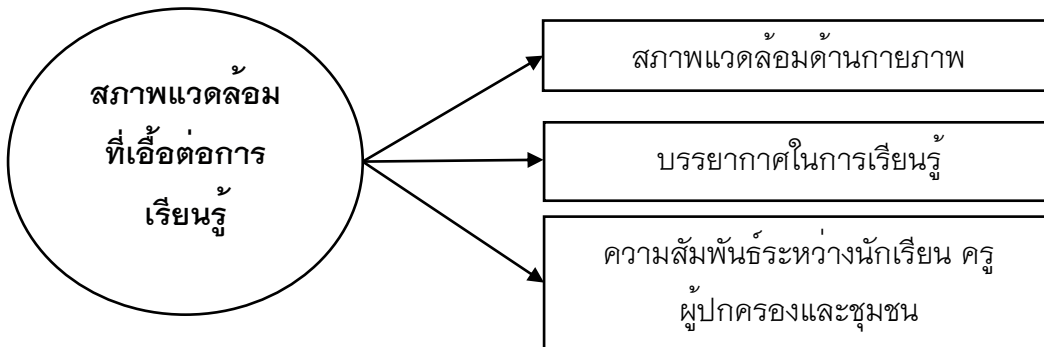 สภาพแวดล้อม
ที่เอื้อต่อการ
เรียนรู้
สภาพแวดล้อมด้านกายภาพ
บรรยากาศในการเรียนรู้
ความสัมพันธ์ระหว่างนักเรียน ครู
ผู้ปกครองและชุมชน